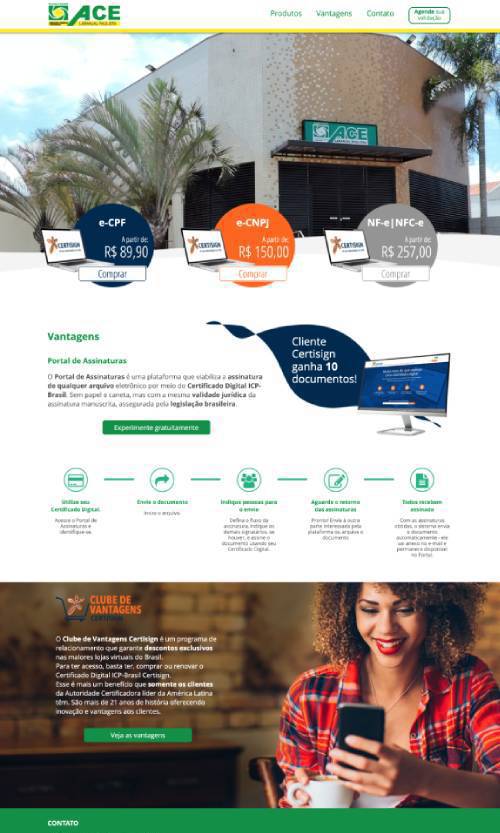 ACE
Produtos
Vantagens
Contato
Agende sua
validação
ACE
e-CPF
A partir de:
R$ 89,90
CERTISIGN
Comprar
e-CNPJ
A partir de:
R$ 150,00
CERTISIGN
Comprar
NF-e|NFC-e
A partir de:
R$ 257,00
CERTISIGN
Comprar
Vantagens
Portal de Assinaturas
O Portal de Assinaturas é uma plataforma que viabiliza a assinatura
de qualquer arquivo eletrônico por meio do Certificado Digital ICP-
Brasil. Sem papel e caneta, mas com a mesma validade jurídica da
assinatura manuscrita, assegurada pela legislação brasileira.
Experimente gratuitamente
Cliente
Certisign
ganha 10
documentos!
Utilize seu
Certificado Digital.
Acesse o Portal de
Assinaturas e
identifique-se.
Envie o documento
Insira o arquivo.
Indique pessoas para
o envio
Defina o fluxo da
assinatura, indique os
demais signatários, se
houver, e assine o
documento usando seu
Certificado Digital.
Aguarde o retorno
das assinaturas
Pronto! Envie à outra
parte interessada pela
plataforma ou arquive o
documento
Todos recebem
assinado
Com as assinaturas
obtidas, o sistema envia
o documento
automaticamente - ele
vai anexo no e-mail e
permanece disponível
no Portal.
CLUBE DE
VANTAGENS
CERTISIGN
O Clube de Vantagens Certisign é um programa de
relacionamento que garante descontos exclusivos
nas maiores lojas virtuais do Brasil.
Para ter acesso, basta ter, comprar ou renovar o
Certificado Digital ICP-Brasil Certisign.
Esse é mais um benefício que somente os clientes
da Autoridade Certificadora líder da América Latina
têm. São mais de 21 anos de história oferecendo
inovação e vantagens aos clientes.
Veja as vantagens
CONTATO